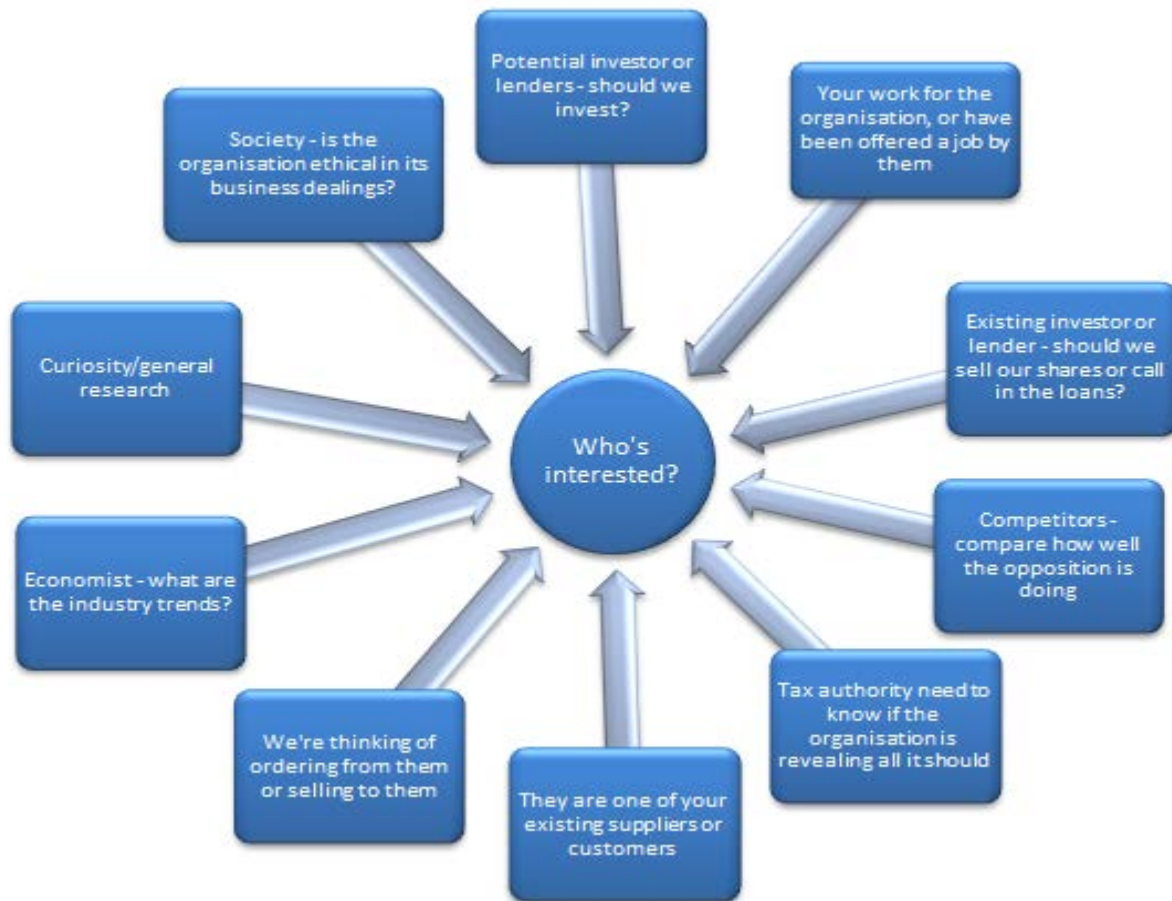 Potential investor or
lenders - should we
invest?
Your work for the
organisation, or have
been offered a job by
them
Existing investor or
lender - should we
sell our shares or call
in the loans?
Competitors-
compare how well
the opposition is
doing
Tax authority need to
know if the
organisation is
revealing all it should
They are one of your
existing suppliers or
customers
We're thinking of
ordering from them
or selling to them
Economist - what are
the industry trends?
Curiosity/general
research
Society - is the
organisation ethical in its
business dealings?
Who's
interested?